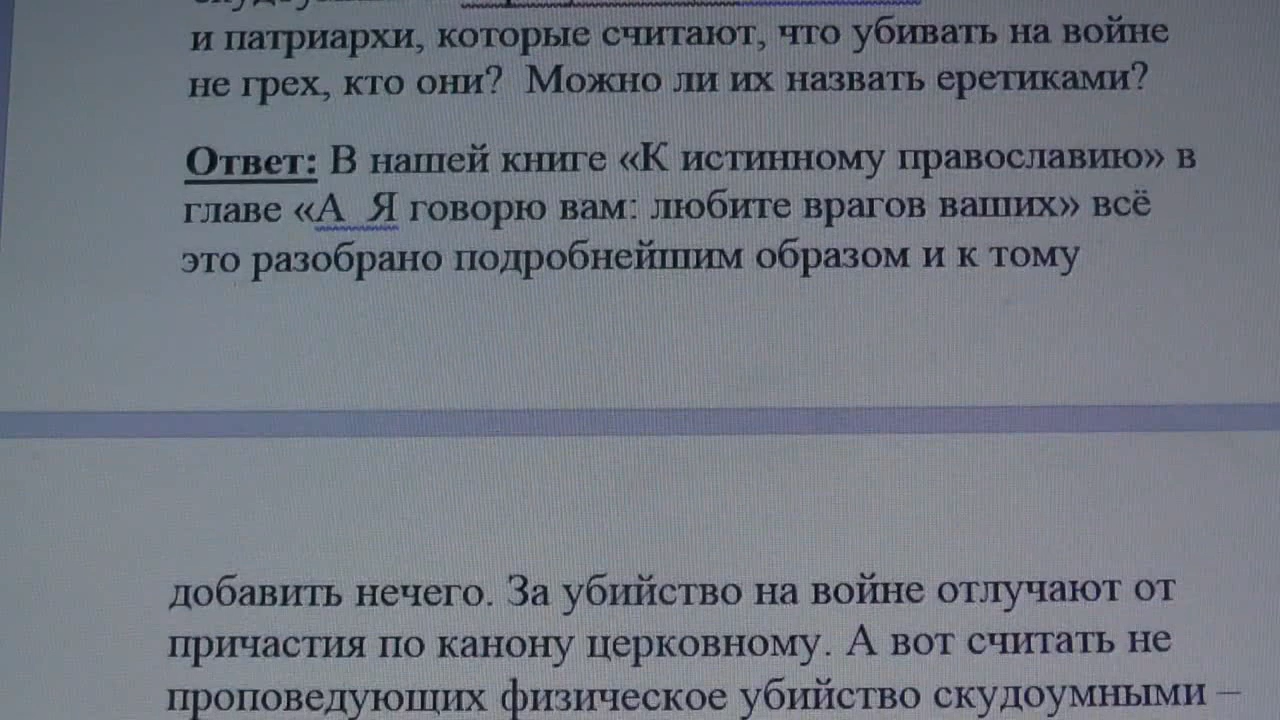 и патриархи, которые считают, что убивать на войне
не грех, кто они? Можно ли их назвать еретиками?
Ответ: В нашей книге «К истинному православию» в
главе «А Я говорю вам: любите врагов ваших» всё
это разобрано подробнейшим образом и к тому
добавить нечего. За убийство на войне отлучают от
причастия по канону церковному. А вот считать не
проповедующих физическое убийство скудоумными –